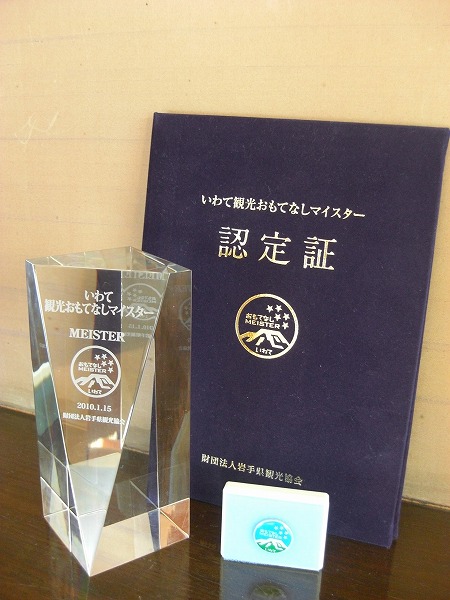 いわて
観光おもてなしマイスター
MEISTER
おもてなし
MEISTER
いわて
2010.1.15
財団法人岩手県観光協会
いわて観光おもてなしマイスター
認定証
おもてなし
MEISTER
いわて
財団法人岩手県観光協会